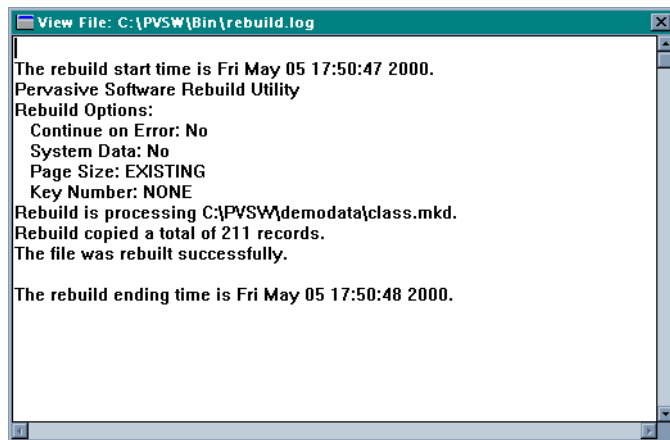 View File: C:\PVSW\Bin\rebuild.log
The rebuild start time is Fri May 05 17:50:47 2000.
Pervasive Software Rebuild Utility
Rebuild Options:
Continue on Error: No
System Data: No
Page Size: EXISTING
Key Number: NONE
Rebuild is processing C:\PVSW\demodata\class.mkd.
Rebuild copied a total of 211 records.
The file was rebuilt successfully.
The rebuild ending time is Fri May 05 17:50:48 2000.